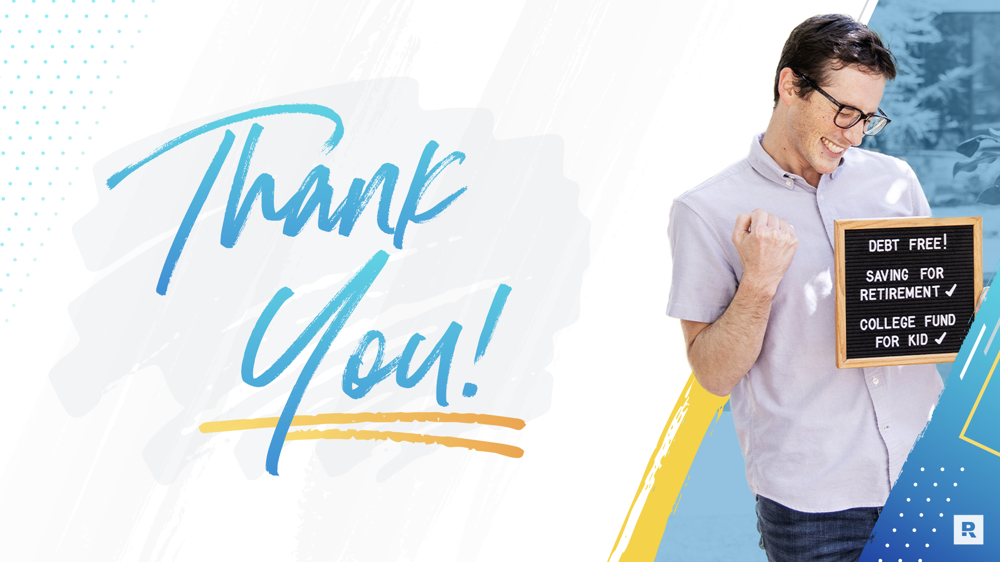 Thank
You!
DEBT FREE!
SAVING FOR
RETIREMENT ✓
COLLEGE FUND
FOR KID ✓
R